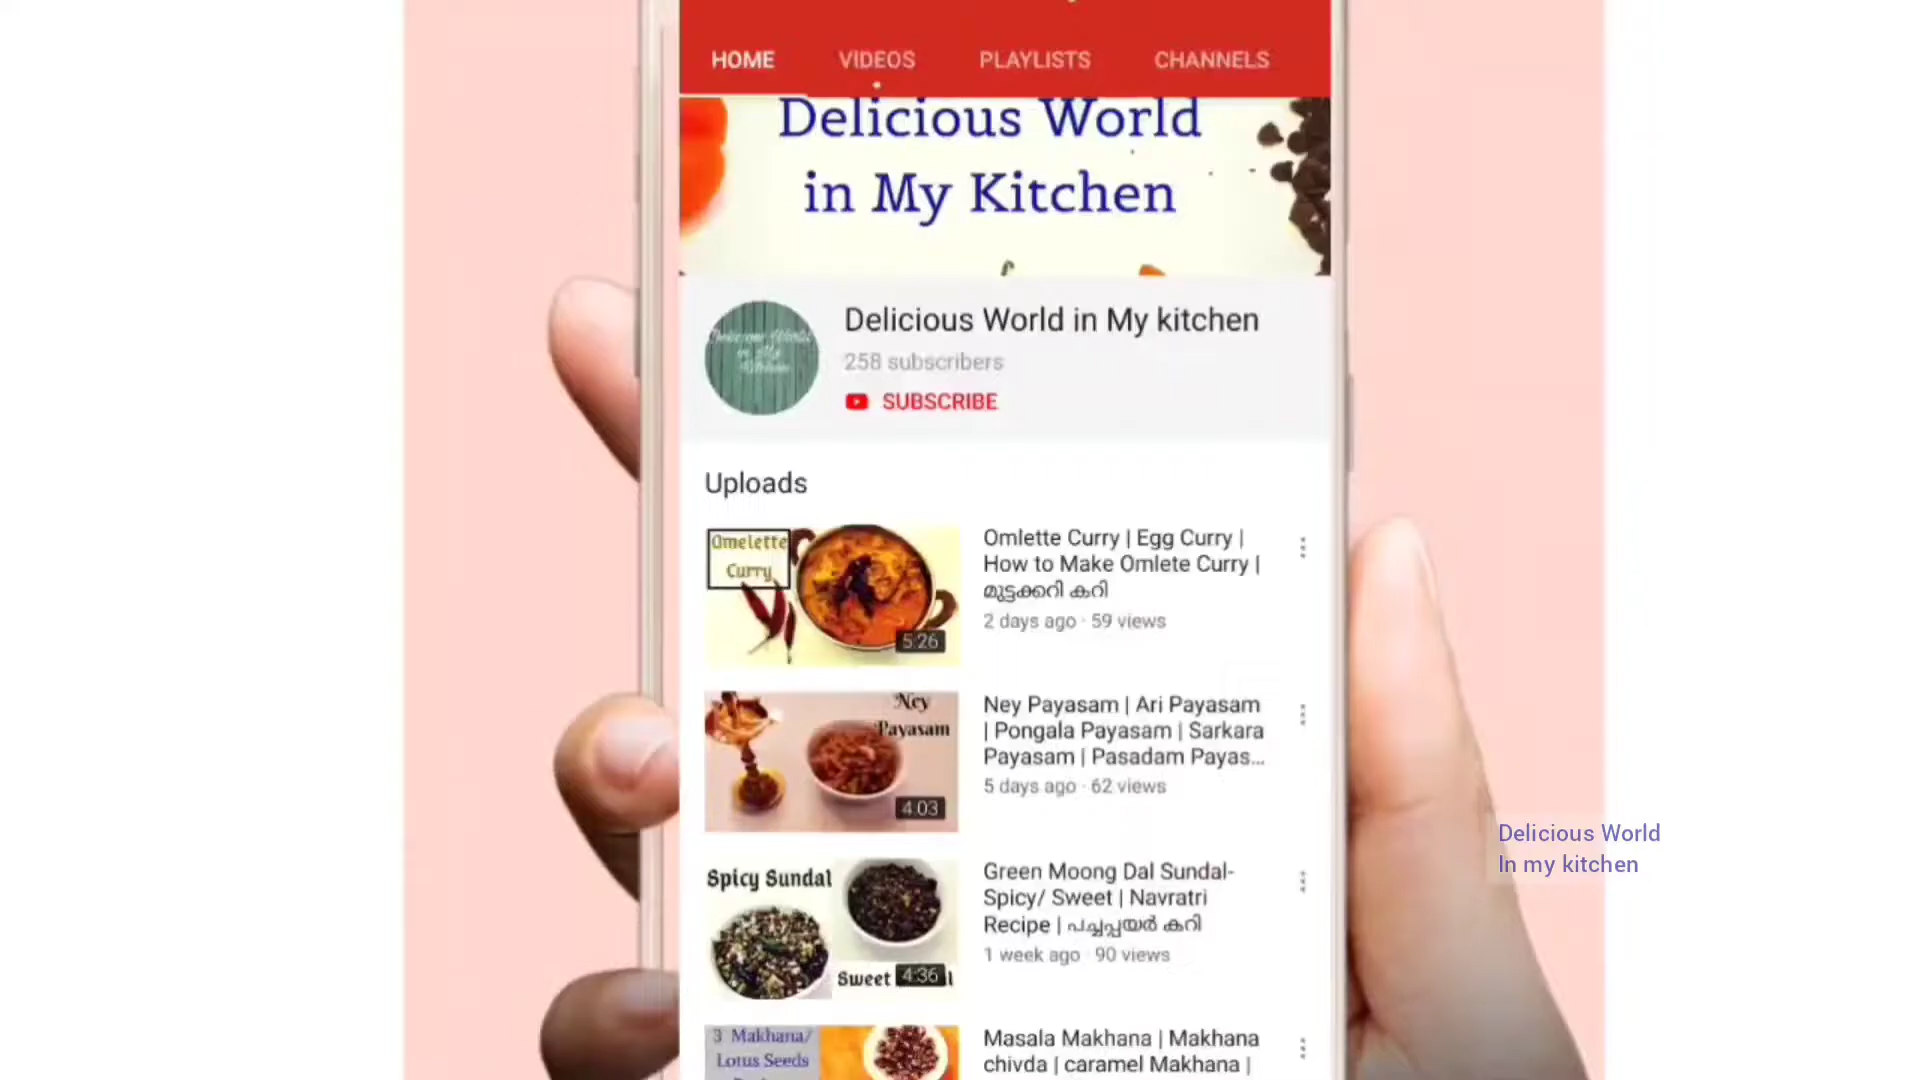 HOME VIDEOS PLAYLISTS CHANNELS
Delicious World
in My Kitchen
Delicious World in My kitchen
258 subscribers
SUBSCRIBE
Uploads
Omelette
Curry
5:26
Omlette Curry | Egg Curry |
How to Make Omlete Curry |
മുട്ടക്കറി കറി
2 days ago · 59 views
Ney
Payasam
4:03
Ney Payasam | Ari Payasam
| Pongala Payasam | Sarkara
Payasam | Pasadam Payas...
5 days ago · 62 views
Spicy Sundal
Sweet
4:36
Green Moong Dal Sundal-
Spicy/ Sweet | Navratri
Recipe | പച്ചപ്പയർ കറി
1 week ago · 90 views
3 Makhana/
Lotus Seeds
Masala Makhana | Makhana
chivda | caramel Makhana |
Delicious World
In my kitchen